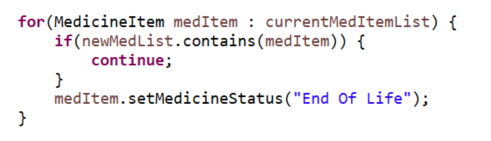 for(MedicineItem medItem : currentMedItemList) {
    if(newMedList.contains(medItem)) {
        continue;
    }
    medItem.setMedicineStatus("End Of Life");
}